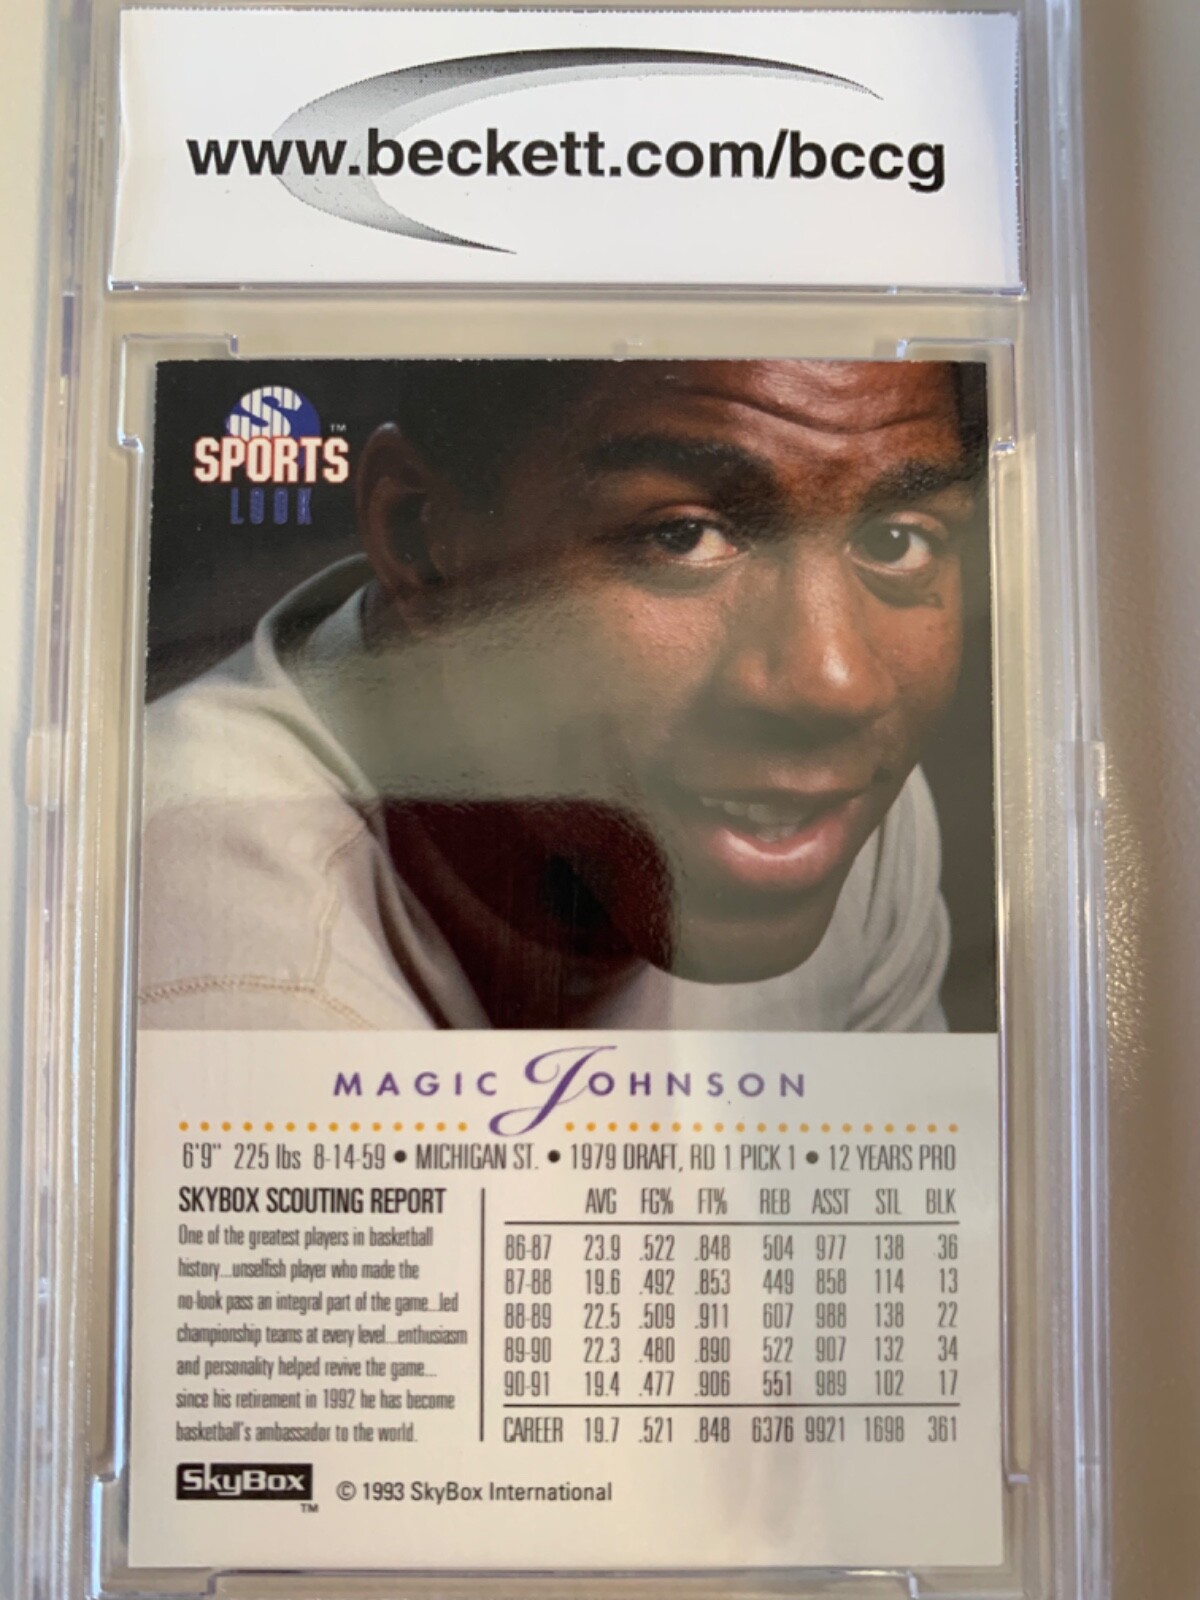 www.beckett.com/bccg
S
SPORTS™
LOOK
MAGIC JOHNSON
6'9" 225 lbs 8-14-59 • MICHIGAN ST. • 1979 DRAFT, RD 1 PICK 1 • 12 YEARS PRO
SKYBOX SCOUTING REPORT
One of the greatest players in basketball
history...unselfish player who made the
no-look pass an integral part of the game...led
championship teams at every level...enthusiasm
and personality helped revive the game...
since his retirement in 1992 he has become
basketball's ambassador to the world.
AVG FG% FT% REB ASST STL BLK
86-87 23.9 .522 .848 504 977 138 36
87-88 19.6 .492 .853 449 858 114 13
88-89 22.5 .509 .911 607 988 138 22
89-90 22.3 .480 .890 522 907 132 34
90-91 19.4 .477 .906 551 989 102 17
CAREER 19.7 .521 .848 6376 9921 1698 361
SkyBox™ © 1993 SkyBox International